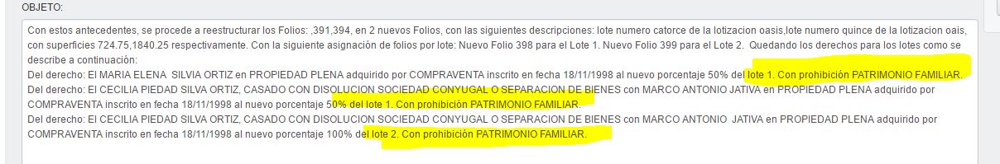 OBJETO:
Con estos antecedentes, se procede a reestructurar los Folios: ,391,394, en 2 nuevos Folios, con las siguientes descripciones: lote numero catorce de la lotizacion oasis,lote numero quince de la lotizacion oais,
con superficies 724.75,1840.25 respectivamente. Con la siguiente asignación de folios por lote: Nuevo Folio 398 para el Lote 1. Nuevo Folio 399 para el Lote 2. Quedando los derechos para los lotes como se
describe a continuación:
Del derecho: El MARIA ELENA SILVIA ORTIZ en PROPIEDAD PLENA adquirido por COMPRAVENTA inscrito en fecha 18/11/1998 al nuevo porcentaje 50% del lote 1. Con prohibición PATRIMONIO FAMILIAR.
Del derecho: El CECILIA PIEDAD SILVA ORTIZ, CASADO CON DISOLUCION SOCIEDAD CONYUGAL O SEPARACION DE BIENES con MARCO ANTONIO JATIVA en PROPIEDAD PLENA adquirido por
COMPRAVENTA inscrito en fecha 18/11/1998 al nuevo porcentaje 50% del lote 1. Con prohibición PATRIMONIO FAMILIAR.
Del derecho: El CECILIA PIEDAD SILVA ORTIZ, CASADO CON DISOLUCION SOCIEDAD CONYUGAL O SEPARACION DE BIENES con MARCO ANTONIO JATIVA en PROPIEDAD PLENA adquirido por
COMPRAVENTA inscrito en fecha 18/11/1998 al nuevo porcentaje 100% del lote 2. Con prohibición PATRIMONIO FAMILIAR.